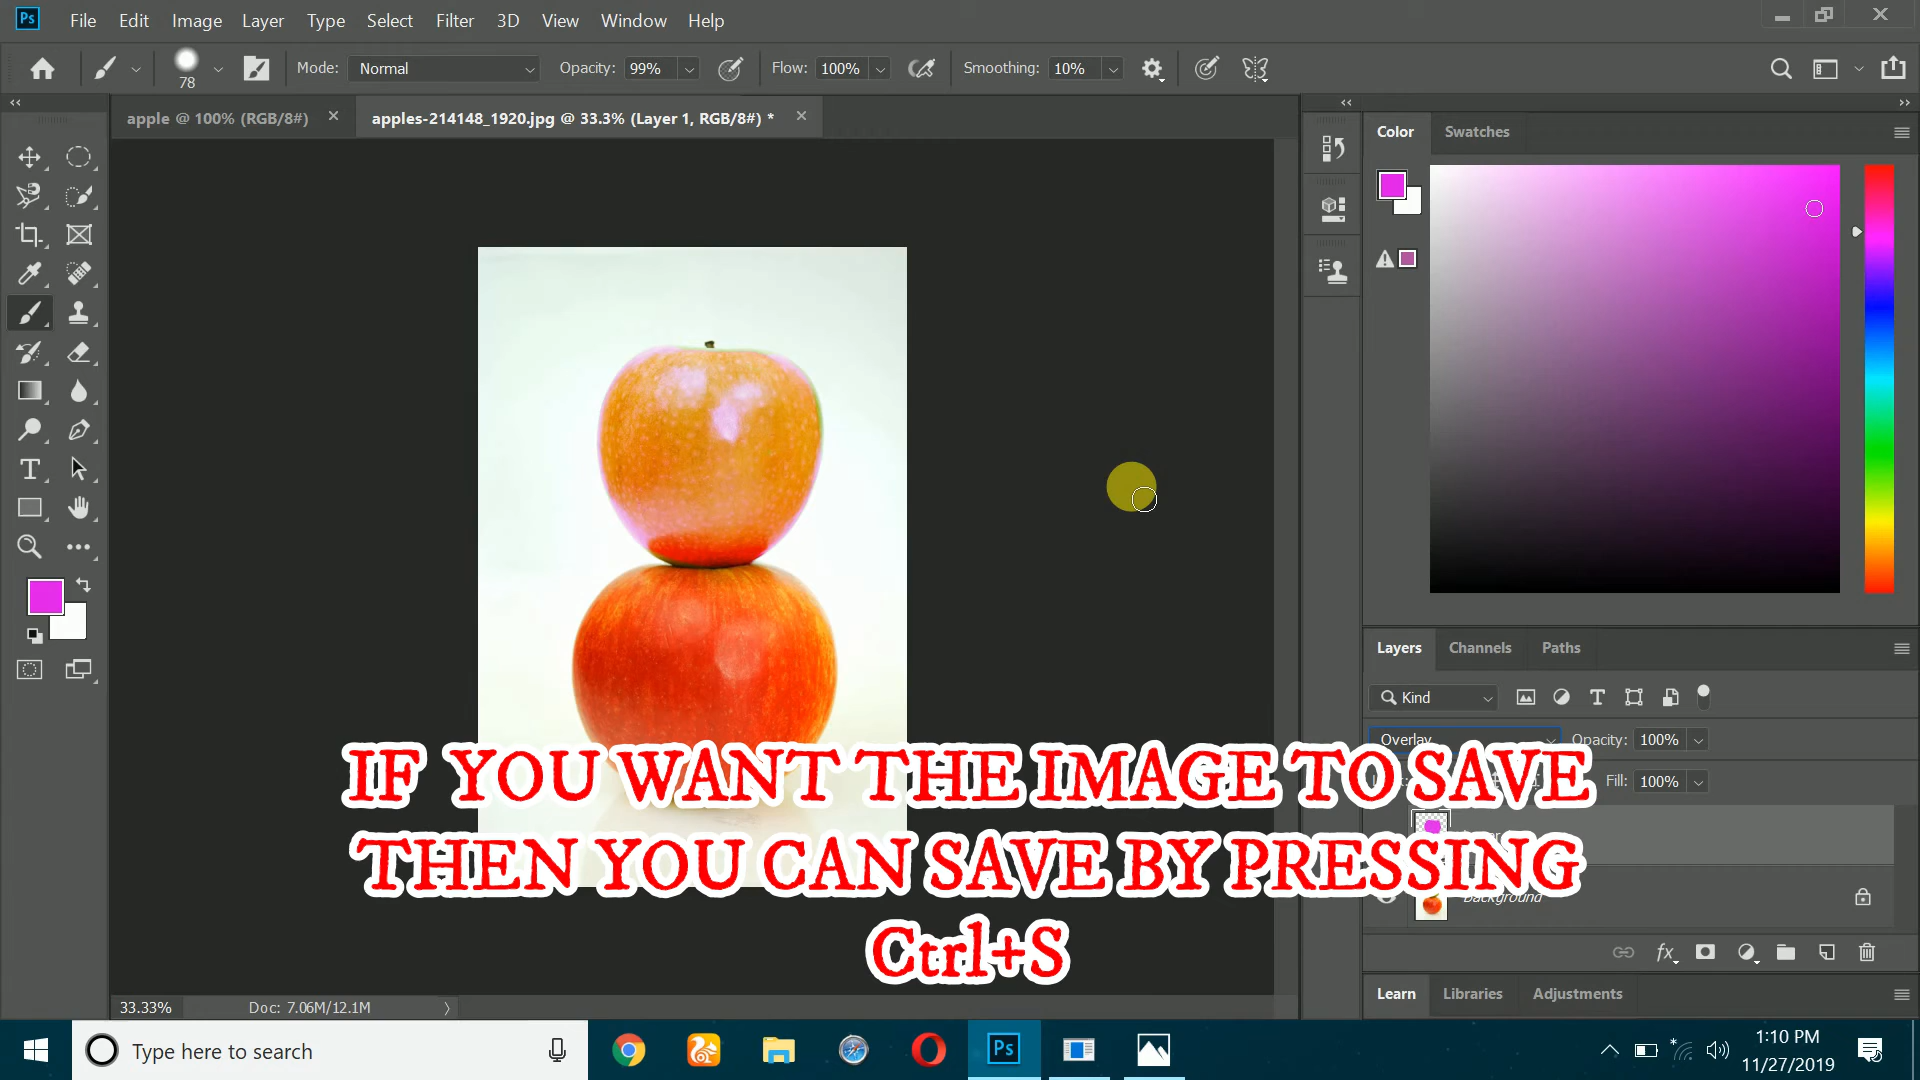 Ps File Edit Image Layer Type Select Filter 3D View Window Help
78 Mode: Normal Opacity: 99% Flow: 100% Smoothing: 10%
apple @ 100% (RGB/8#) apples-214148_1920.jpg @ 33.3% (Layer 1, RGB/8#) *
Color Swatches
Layers Channels Paths
Kind
Overlay Opacity: 100%
Fill: 100%
IF YOU WANT THE IMAGE TO SAVE
THEN YOU CAN SAVE BY PRESSING
Ctrl+S
Background
Learn Libraries Adjustments
33.33% Doc: 7.06M/12.1M
Type here to search
Ps
1:10 PM
11/27/2019